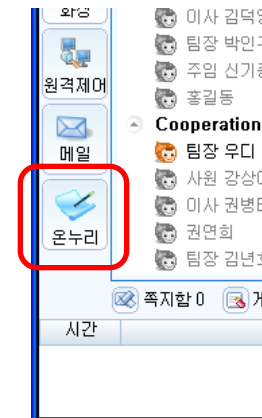 화상
이사 김덕
원격제어
팀장 박인
주임 신기
홍길동
Cooperation
메일
팀장 우디
사원 강상
이사 권병
온누리
권연희
팀장 김년
쪽지함 0
시간